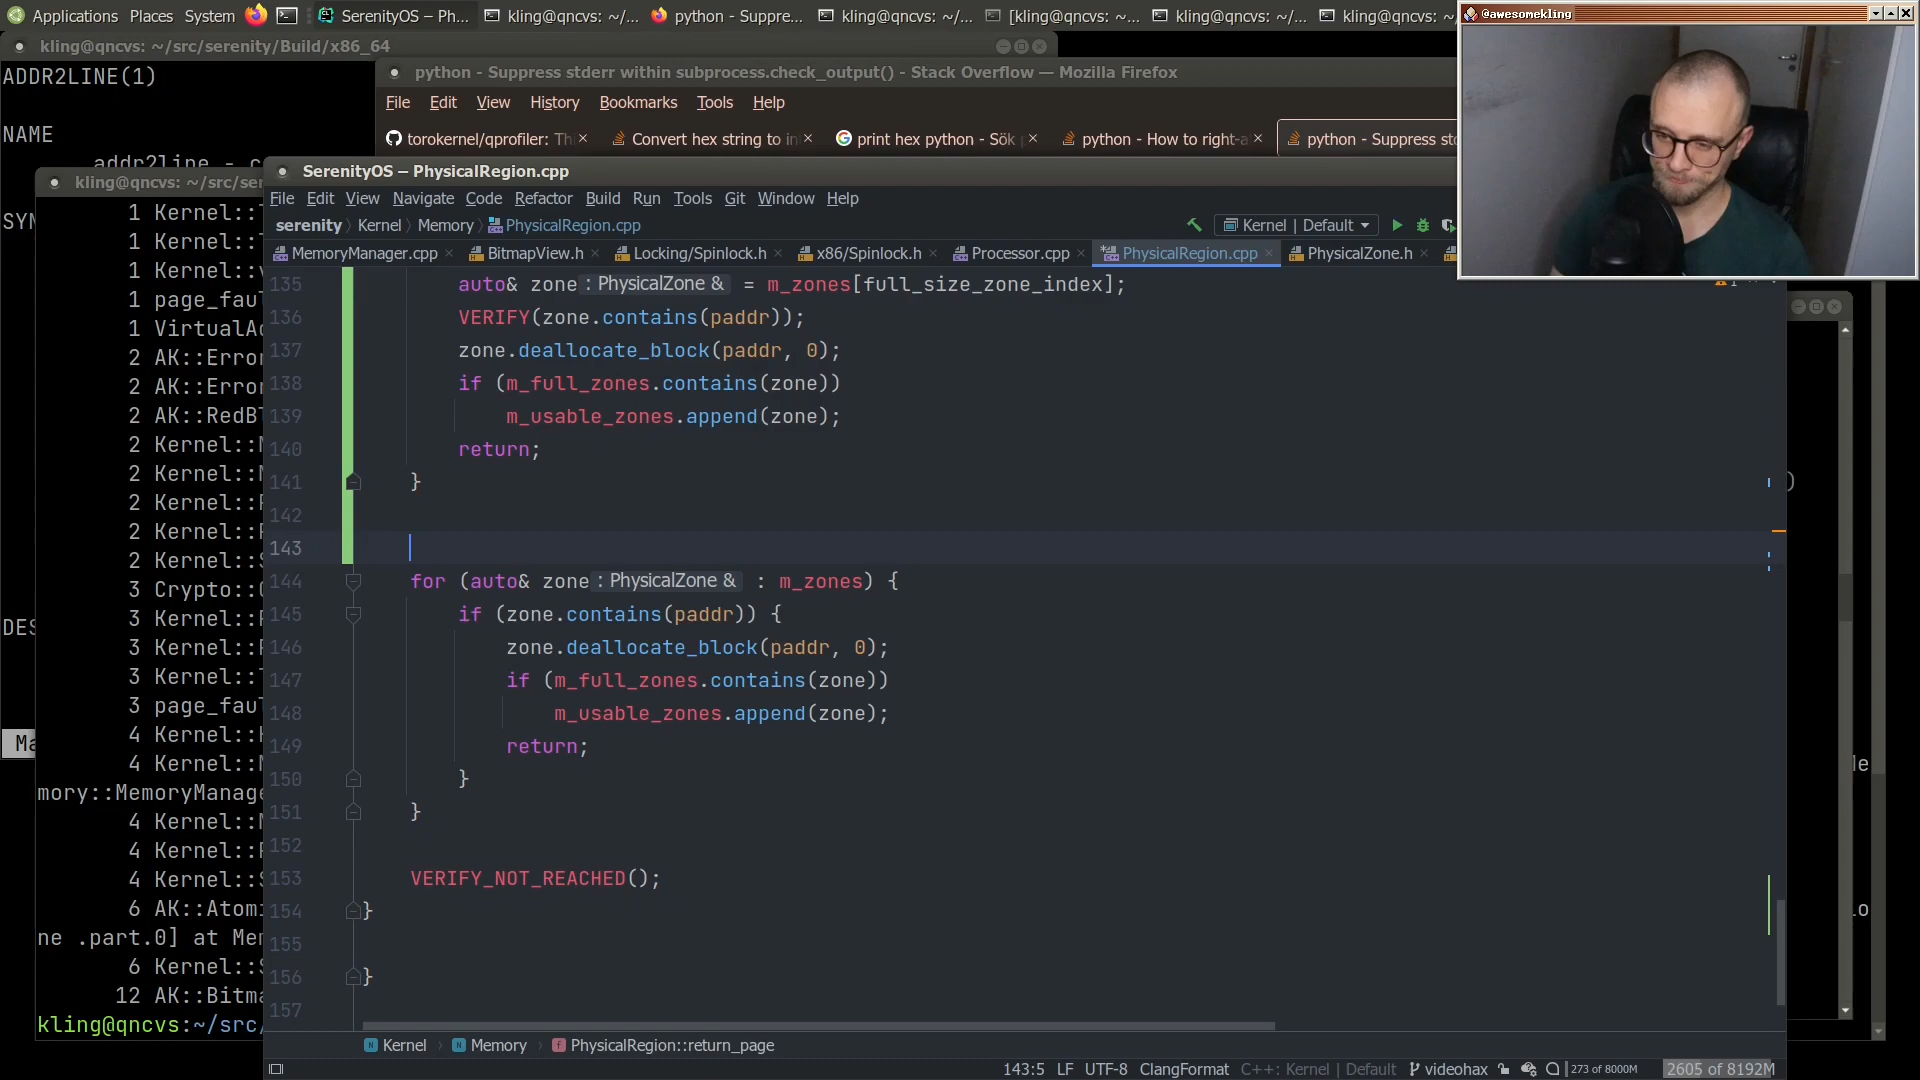 Applications Places System SerenityOS – Ph... kling@qncvs: ~/... python - Suppre... kling@qncvs: ~/... [kling@qncvs: ~... kling@qncvs: ~/... kling@qncvs: ~/
@awesomekling
kling@qncvs: ~/src/serenity/Build/x86_64
ADDR2LINE(1)
NAME
addr2line - c
SYN
DES
Ma
python - Suppress stderr within subprocess.check_output() - Stack Overflow — Mozilla Firefox
File Edit View History Bookmarks Tools Help
torokernel/qprofiler: Th Convert hex string to in print hex python - Sök python - How to right-a python - Suppress std
kling@qncvs: ~/src/ser
1 Kernel::T
1 Kernel::T
1 Kernel::v
1 page_faul
1 VirtualAd
2 AK::Error
2 AK::Error
2 AK::RedBl
2 Kernel::M
2 Kernel::M
2 Kernel::P
2 Kernel::P
2 Kernel::S
3 Crypto::C
3 Kernel::F
3 Kernel::P
3 Kernel::T
3 page_faul
4 Kernel::H
4 Kernel::M
mory::MemoryManage
4 Kernel::M
4 Kernel::P
4 Kernel::S
6 AK::Atomi
ne .part.0] at Mem
6 Kernel::S
12 AK::Bitma
kling@qncvs:~/src/
SerenityOS – PhysicalRegion.cpp
File Edit View Navigate Code Refactor Build Run Tools Git Window Help
serenity Kernel Memory PhysicalRegion.cpp Kernel | Default
MemoryManager.cpp BitmapView.h Locking/Spinlock.h x86/Spinlock.h Processor.cpp PhysicalRegion.cpp PhysicalZone.h
135 auto& zone : PhysicalZone & = m_zones[full_size_zone_index];
136 VERIFY(zone.contains(paddr));
137 zone.deallocate_block(paddr, 0);
138 if (m_full_zones.contains(zone))
139 m_usable_zones.append(zone);
140 return;
141 }
142
143
144 for (auto& zone : PhysicalZone & : m_zones) {
145 if (zone.contains(paddr)) {
146 zone.deallocate_block(paddr, 0);
147 if (m_full_zones.contains(zone))
148 m_usable_zones.append(zone);
149 return;
150 }
151 }
152
153 VERIFY_NOT_REACHED();
154 }
155
156 }
157
Kernel Memory PhysicalRegion::return_page
143:5 LF UTF-8 ClangFormat C++: Kernel | Default videohax 273 of 8000M 2605 of 8192M